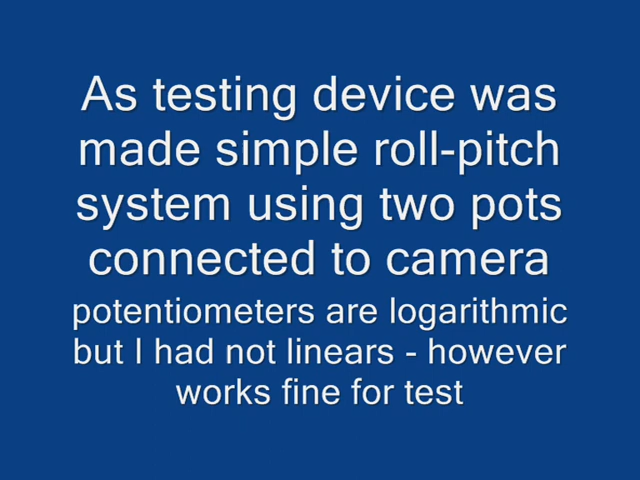 As testing device was
made simple roll-pitch
system using two pots
connected to camera
potentiometers are logarithmic
but I had not linears - however
works fine for test